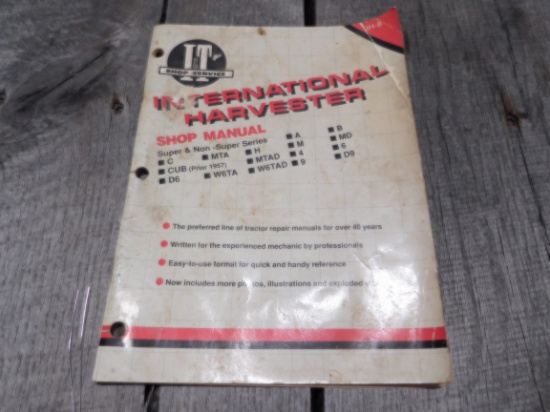 I&T
SHOP SERVICE
INTERNATIONAL
HARVESTER
SHOP MANUAL
Super & Non -Super Series
■ A ■ B
■ C ■ MTA ■ H ■ M ■ MD
■ CUB (Prior 1957) ■ MTAD ■ 4 ■ 6
■ D6 ■ W6TA ■ W6TAD ■ 9 ■ D9
● The preferred line of tractor repair manuals for over 40 years
● Written for the experienced mechanic by professionals
● Easy-to-use format for quick and handy reference
● Now includes more photos, illustrations and exploded